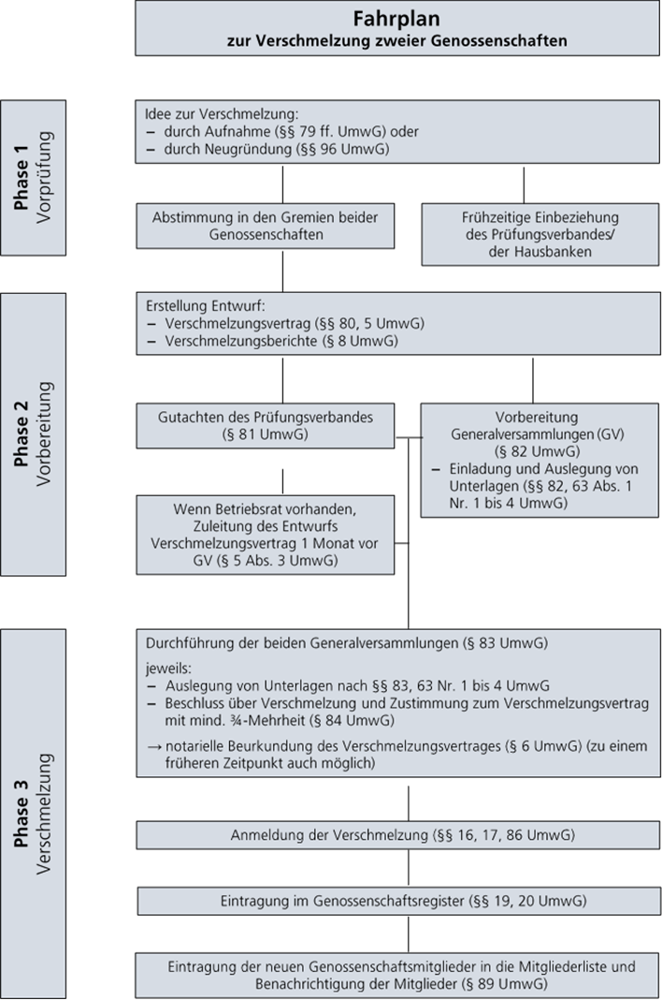 Fahrplan
zur Verschmelzung zweier Genossenschaften
Phase 1
Vorprüfung
Idee zur Verschmelzung:
– durch Aufnahme (§§ 79 ff. UmwG) oder
– durch Neugründung (§§ 96 UmwG)
Abstimmung in den Gremien beider
Genossenschaften
Frühzeitige Einbeziehung
des Prüfungsverbandes/
der Hausbanken
Phase 2
Vorbereitung
Erstellung Entwurf:
– Verschmelzungsvertrag (§§ 80, 5 UmwG)
– Verschmelzungsberichte (§ 8 UmwG)
Gutachten des Prüfungsverbandes
(§ 81 UmwG)
Vorbereitung
Generalversammlungen (GV)
(§ 82 UmwG)
– Einladung und Auslegung von
Unterlagen (§§ 82, 63 Abs. 1
Nr. 1 bis 4 UmwG)
Wenn Betriebsrat vorhanden,
Zuleitung des Entwurfs
Verschmelzungsvertrag 1 Monat vor
GV (§ 5 Abs. 3 UmwG)
Phase 3
Verschmelzung
Durchführung der beiden Generalversammlungen (§ 83 UmwG)
jeweils:
– Auslegung von Unterlagen nach §§ 83, 63 Nr. 1 bis 4 UmwG
– Beschluss über Verschmelzung und Zustimmung zum Verschmelzungsvertrag
mit mind. ¾-Mehrheit (§ 84 UmwG)
→ notarielle Beurkundung des Verschmelzungsvertrages (§ 6 UmwG) (zu einem
früheren Zeitpunkt auch möglich)
Anmeldung der Verschmelzung (§§ 16, 17, 86 UmwG)
Eintragung im Genossenschaftsregister (§§ 19, 20 UmwG)
Eintragung der neuen Genossenschaftsmitglieder in die Mitgliederliste und
Benachrichtigung der Mitglieder (§ 89 UmwG)